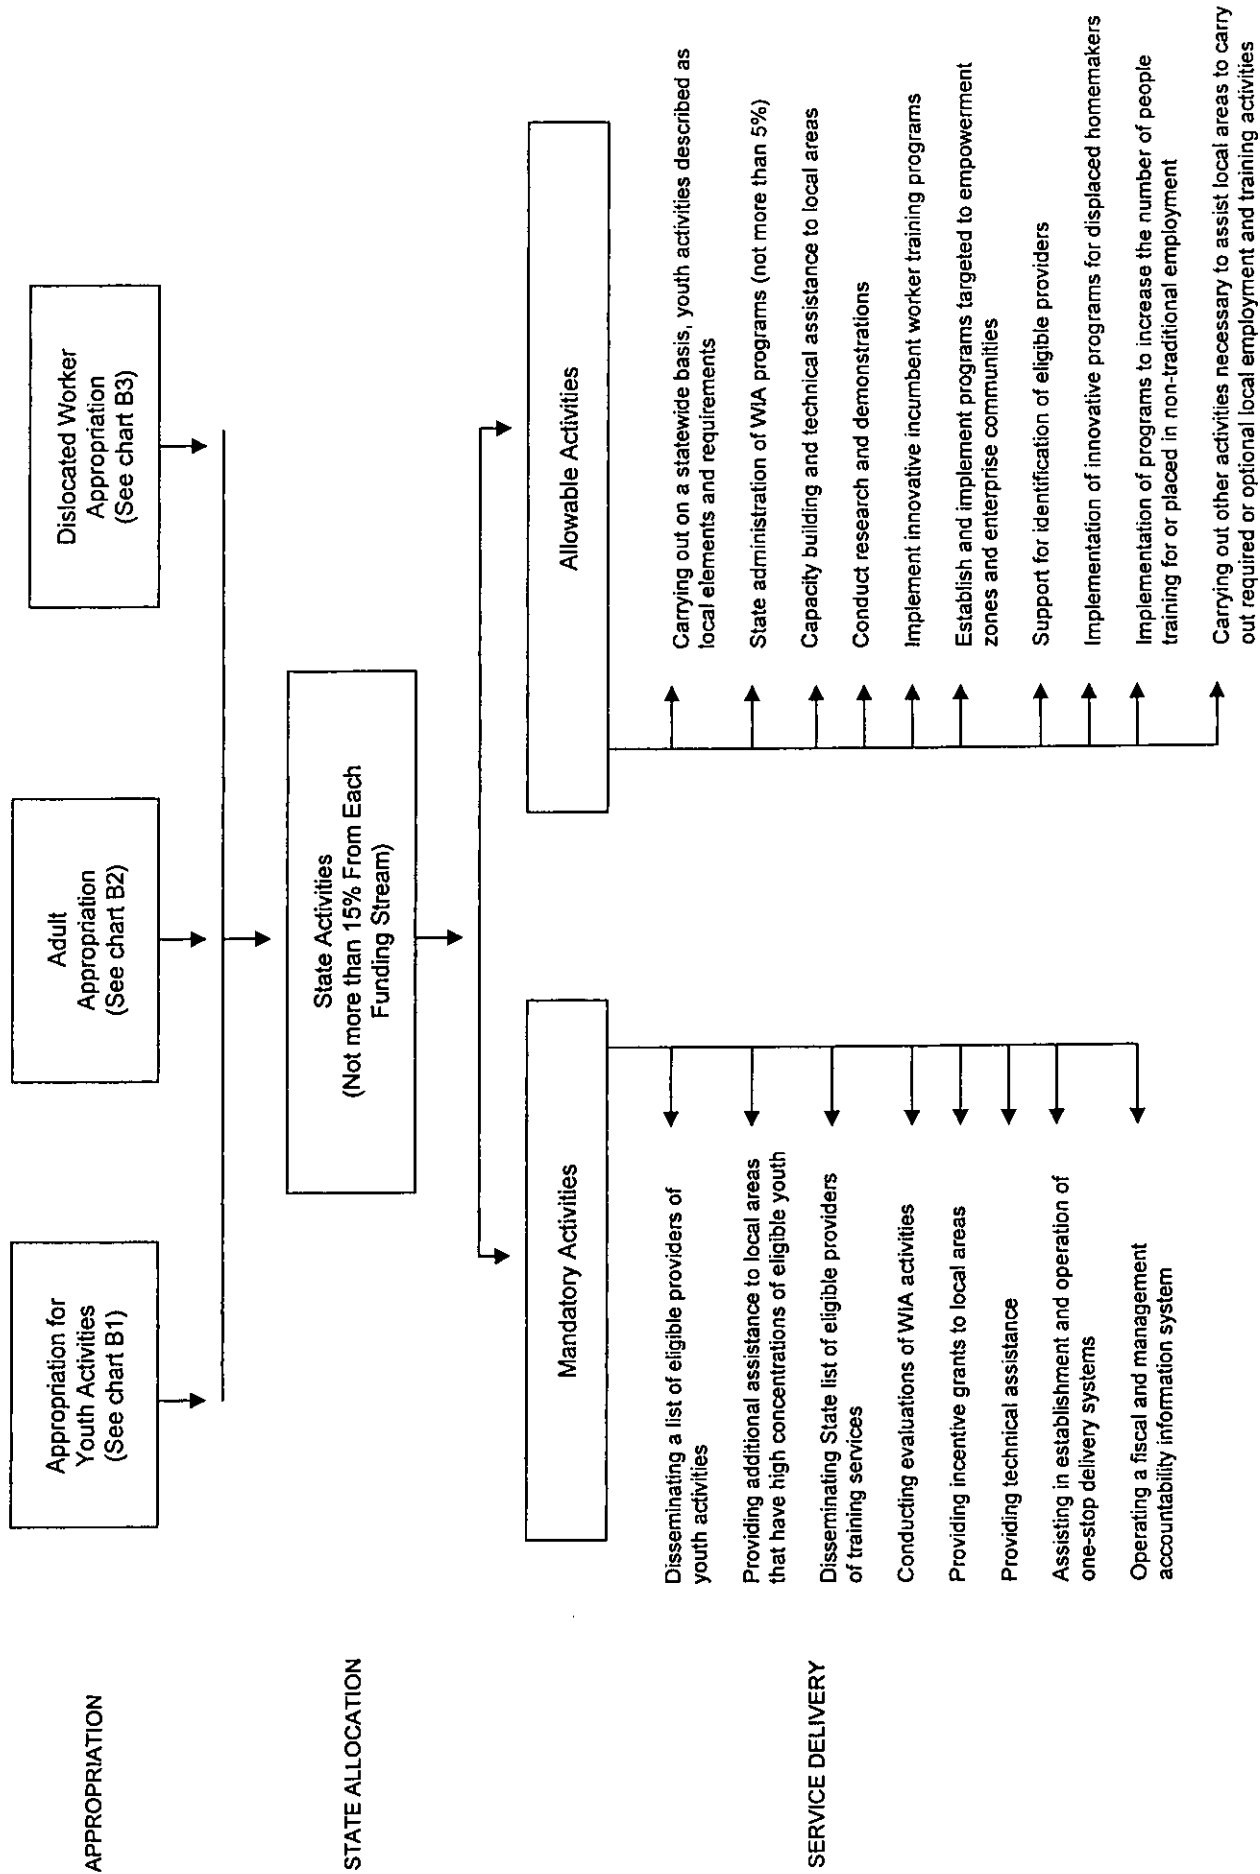 APPROPRIATION
Appropriation for
Youth Activities
(See chart B1)
Adult
Appropriation
(See chart B2)
Dislocated Worker
Appropriation
(See chart B3)
STATE ALLOCATION
State Activities
(Not more than 15% From Each
Funding Stream)
SERVICE DELIVERY
Mandatory Activities
Disseminating a list of eligible providers of
youth activities
Providing additional assistance to local areas
that have high concentrations of eligible youth
Disseminating State list of eligible providers
of training services
Conducting evaluations of WIA activities
Providing incentive grants to local areas
Providing technical assistance
Assisting in establishment and operation of
one-stop delivery systems
Operating a fiscal and management
accountability information system
Allowable Activities
Carrying out on a statewide basis, youth activities described as
local elements and requirements
State administration of WIA programs (not more than 5%)
Capacity building and technical assistance to local areas
Conduct research and demonstrations
Implement innovative incumbent worker training programs
Establish and implement programs targeted to empowerment
zones and enterprise communities
Support for identification of eligible providers
Implementation of innovative programs for displaced homemakers
Implementation of programs to increase the number of people
training for or placed in non-traditional employment
Carrying out other activities necessary to assist local areas to carry
out required or optional local employment and training activities